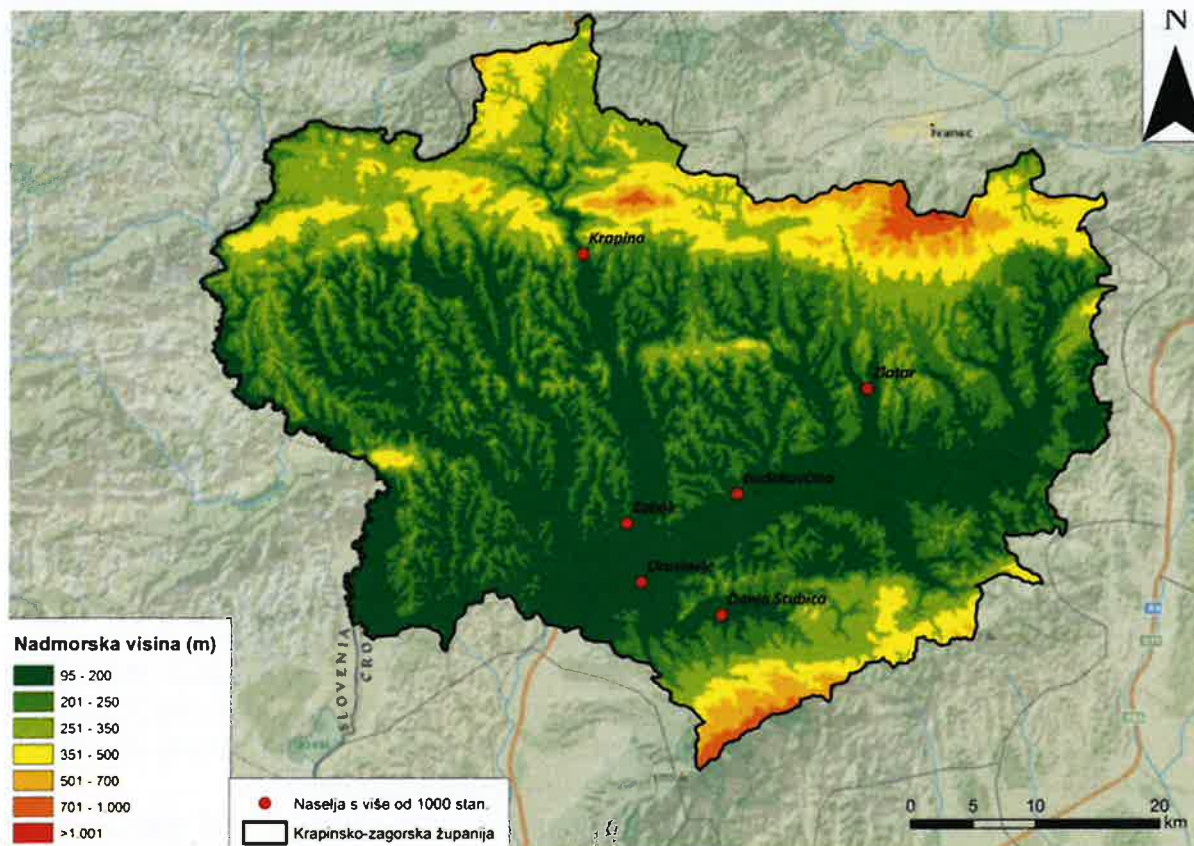 N
Ivanec
Krapina
Zlatar
Zabok
Donja Stubica
SLOVENIA
CRO
Nadmorska visina (m)
95 - 200
201 - 250
251 - 350
351 - 500
501 - 700
701 - 1.000
>1.001
Naselja s više od 1000 stan.
Krapinsko-zagorska županija
0 5 10 20
km